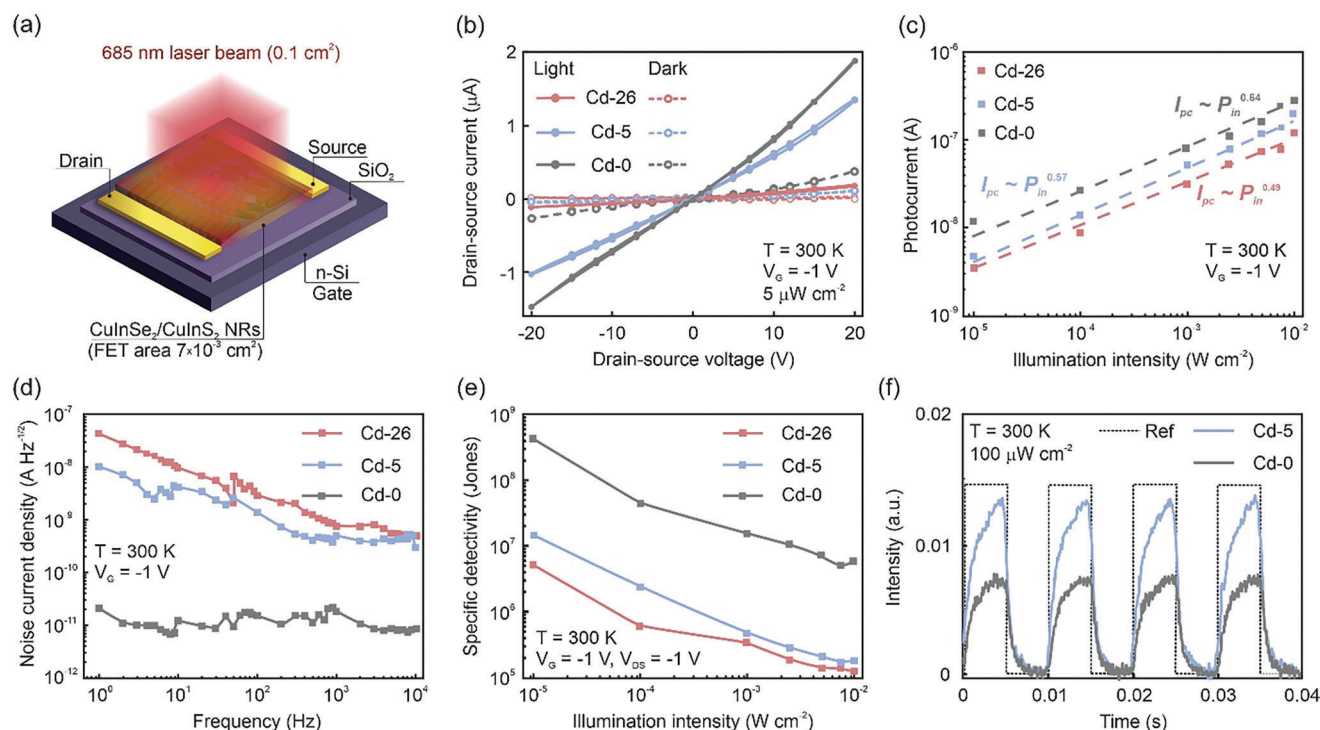 (a)
685 nm laser beam (0.1 cm²)
Drain
Source
SiO₂
n-Si
Gate
CuInSe₂/CuInS₂ NRs
(FET area 7×10⁻³ cm²)
(b)
Drain-source current (μA)
2
1
0
-1
Light
Dark
Cd-26
Cd-5
Cd-0
T = 300 K
V_G = -1 V
5 μW cm⁻²
-20
-10
0
10
20
Drain-source voltage (V)
(c)
Photocurrent (A)
10⁻⁶
10⁻⁷
10⁻⁸
10⁻⁹
Cd-26
Cd-5
Cd-0
I_pc ~ P_in^0.64
I_pc ~ P_in^0.57
I_pc ~ P_in^0.49
T = 300 K
V_G = -1 V
10⁻⁵
10⁻⁴
10⁻³
10⁻²
Illumination intensity (W cm⁻²)
(d)
Noise current density (A Hz⁻¹ᐟ²)
10⁻⁷
10⁻⁸
10⁻⁹
10⁻¹⁰
10⁻¹¹
10⁻¹²
Cd-26
Cd-5
Cd-0
T = 300 K
V_G = -1 V
10⁰
10¹
10²
10³
10⁴
Frequency (Hz)
(e)
Specific detectivity (Jones)
10⁹
10⁸
10⁷
10⁶
10⁵
Cd-26
Cd-5
Cd-0
T = 300 K
V_G = -1 V, V_DS = -1 V
10⁻⁵
10⁻⁴
10⁻³
10⁻²
Illumination intensity (W cm⁻²)
(f)
Intensity (a.u.)
0.02
0.01
0
T = 300 K
100 μW cm⁻²
Ref
Cd-5
Cd-0
0
0.01
0.02
0.03
0.04
Time (s)